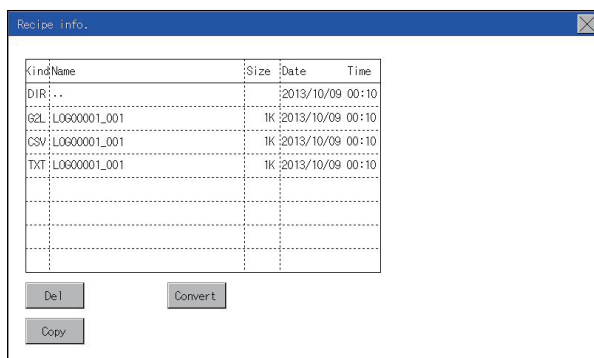 Recipe info.
Kind Name Size Date Time
DIR .. 2013/10/09 00:10
G2L LOG00001_001 1K 2013/10/09 00:10
CSV LOG00001_001 1K 2013/10/09 00:10
TXT LOG00001_001 1K 2013/10/09 00:10
Del Convert
Copy